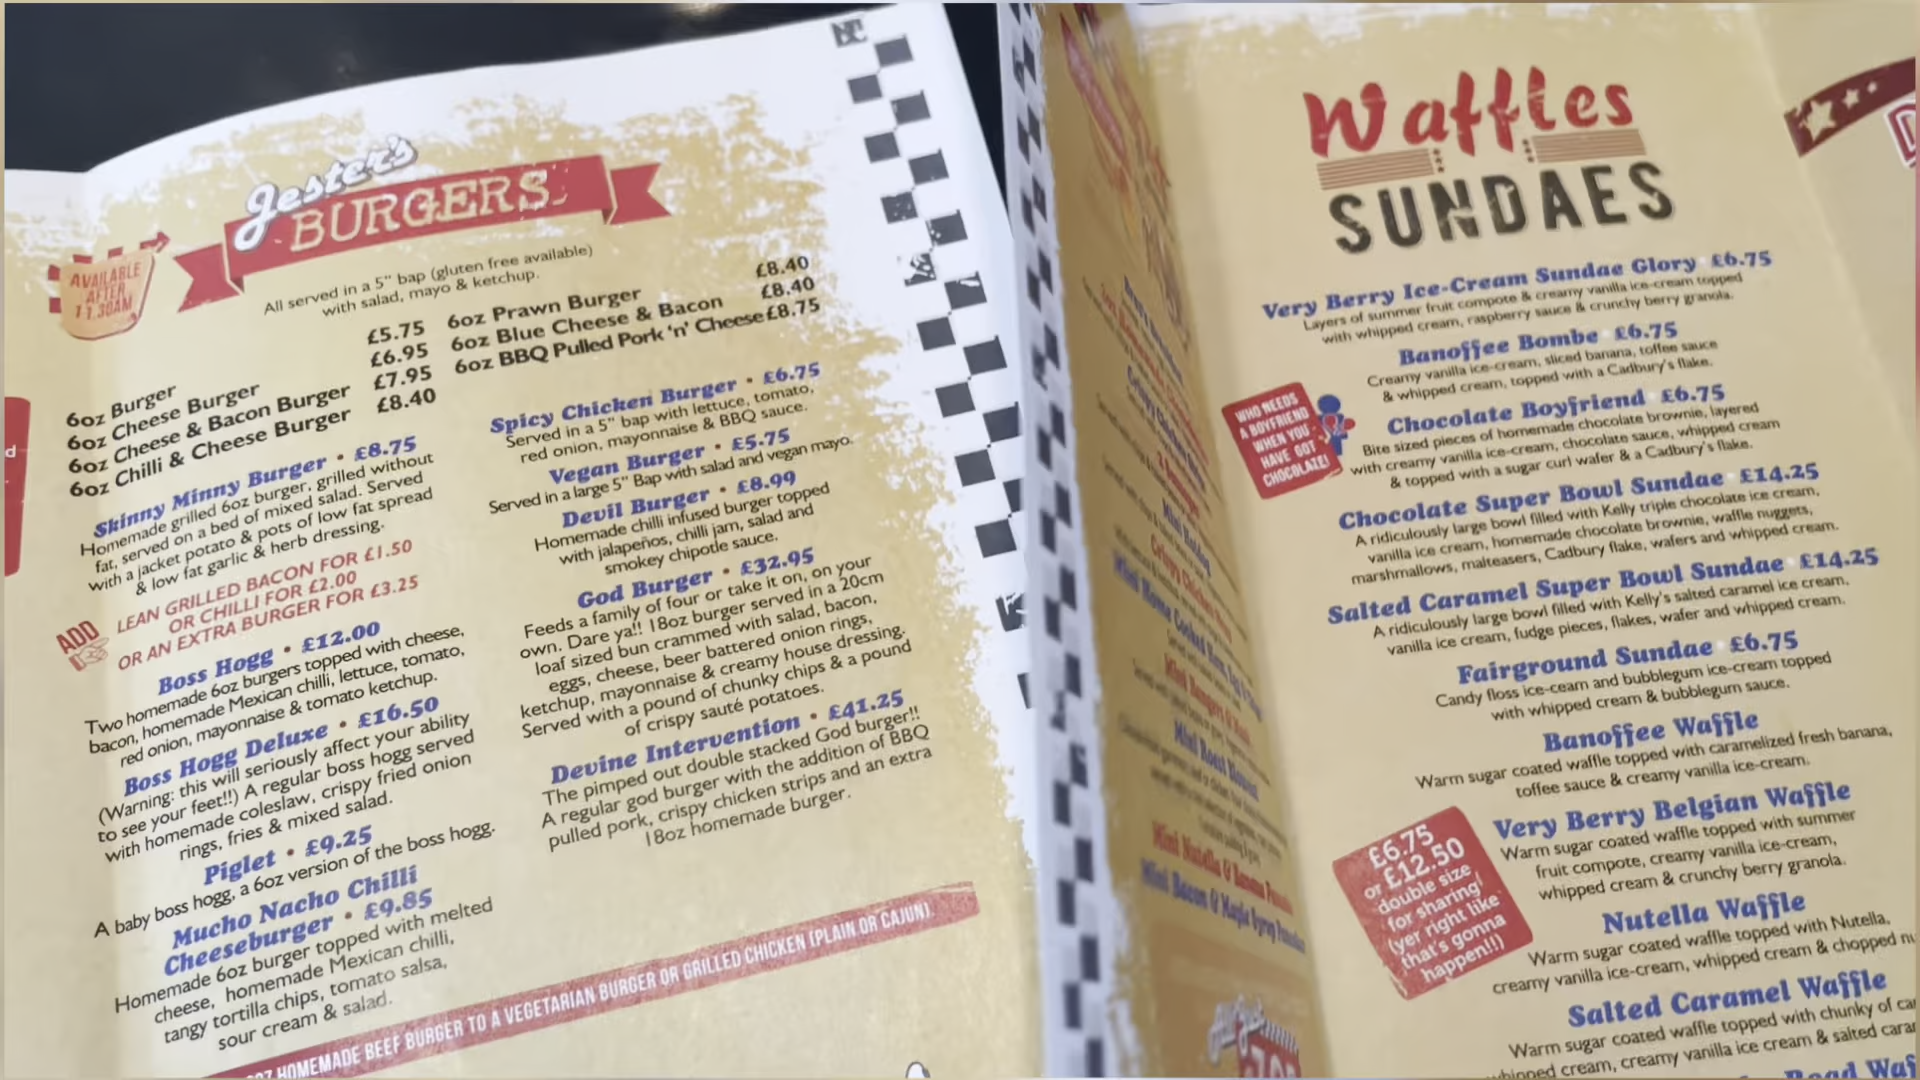 Jester's
BURGERS
AVAILABLE
AFTER
11.30AM
All served in a 5" bap (gluten free available)
with salad, mayo & ketchup.
6oz Burger £5.75
6oz Cheese Burger £6.95
6oz Cheese & Bacon Burger £7.95
6oz Chilli & Cheese Burger £8.40
6oz Prawn Burger £8.40
6oz Blue Cheese & Bacon £8.40
6oz BBQ Pulled Pork 'n' Cheese £8.75
Skinny Minny Burger • £8.75
Homemade grilled 6oz burger, grilled without
fat, served on a bed of mixed salad. Served
with a jacket potato & pots of low fat spread
& low fat garlic & herb dressing.
ADD
LEAN GRILLED BACON FOR £1.50
OR CHILLI FOR £2.00
OR AN EXTRA BURGER FOR £3.25
Boss Hogg • £12.00
Two homemade 6oz burgers topped with cheese,
bacon, homemade Mexican chilli, lettuce, tomato,
red onion, mayonnaise & tomato ketchup.
Boss Hogg Deluxe • £16.50
(Warning: this will seriously affect your ability
to see your feet!!) A regular boss hogg served
with homemade coleslaw, crispy fried onion
rings, fries & mixed salad.
Piglet • £9.25
A baby boss hogg, a 6oz version of the boss hogg.
Mucho Nacho Chilli
Cheeseburger • £9.85
Homemade 6oz burger topped with melted
cheese, homemade Mexican chilli,
tangy tortilla chips, tomato salsa,
sour cream & salad.
Spicy Chicken Burger • £6.75
Served in a 5" bap with lettuce, tomato,
red onion, mayonnaise & BBQ sauce.
Vegan Burger • £5.75
Served in a large 5" Bap with salad and vegan mayo.
Devil Burger • £8.99
Homemade chilli infused burger topped
with jalapeños, chilli jam, salad and
smokey chipotle sauce.
God Burger • £32.95
Feeds a family of four or take it on, on your
own. Dare ya!! 18oz burger served in a 20cm
loaf sized bun crammed with salad, bacon,
eggs, cheese, beer battered onion rings,
ketchup, mayonnaise & creamy house dressing.
Served with a pound of chunky chips & a pound
of crispy sauté potatoes.
Devine Intervention • £41.25
The pimped out double stacked God burger!!
A regular god burger with the addition of BBQ
pulled pork, crispy chicken strips and an extra
18oz homemade burger.
HOMEMADE BEEF BURGER TO A VEGETARIAN BURGER OR GRILLED CHICKEN (PLAIN OR CAJUN).
Mini Nutella & Banana
Mini Bacon & Maple Syrup
Waffles
SUNDAES
Very Berry Ice-Cream Sundae Glory £6.75
Layers of summer fruit compote & creamy vanilla ice-cream topped
with whipped cream, raspberry sauce & crunchy berry granola.
Banoffee Bombe £6.75
Creamy vanilla ice-cream, sliced banana, toffee sauce
& whipped cream, topped with a Cadbury's flake.
WHO NEEDS
A BOYFRIEND
WHEN YOU
HAVE GOT
CHOCOLATE!
Chocolate Boyfriend £6.75
Bite sized pieces of homemade chocolate brownie, layered
with creamy vanilla ice-cream, chocolate sauce, whipped cream
& topped with a sugar curl wafer & a Cadbury's flake.
Chocolate Super Bowl Sundae £14.25
A ridiculously large bowl filled with Kelly triple chocolate ice cream,
vanilla ice cream, homemade chocolate brownie, waffle nuggets,
marshmallows, malteasers, Cadbury flake, wafers and whipped cream.
Salted Caramel Super Bowl Sundae £14.25
A ridiculously large bowl filled with Kelly's salted caramel ice cream,
vanilla ice cream, fudge pieces, flakes, wafer and whipped cream.
Fairground Sundae £6.75
Candy floss ice-ceam and bubblegum ice-cream topped
with whipped cream & bubblegum sauce.
Banoffee Waffle
Warm sugar coated waffle topped with caramelized fresh banana,
toffee sauce & creamy vanilla ice-cream.
£6.75
or £12.50
double size
for sharing!
(yer right like
that's gonna
happen!!)
Very Berry Belgian Waffle
Warm sugar coated waffle topped with summer
fruit compote, creamy vanilla ice-cream,
whipped cream & crunchy berry granola.
Nutella Waffle
Warm sugar coated waffle topped with Nutella,
creamy vanilla ice-cream, whipped cream & chopped
Salted Caramel Waffle
Warm sugar coated waffle topped with chunky of
whipped cream, creamy vanilla ice cream & salted
Road